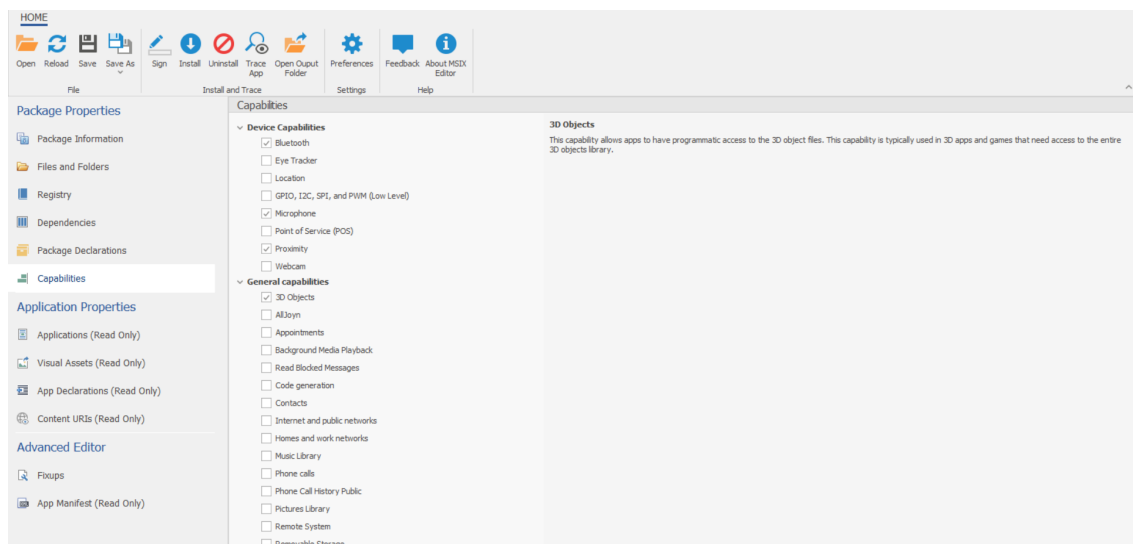 HOME
Open Reload Save Save As Sign Install Uninstall Trace App Open Ouput Folder Preferences Feedback About MSIX Editor
File Install and Trace Settings Help
Package Properties
Package Information
Files and Folders
Registry
Dependencies
Package Declarations
Capabilities
Application Properties
Applications (Read Only)
Visual Assets (Read Only)
App Declarations (Read Only)
Content URIs (Read Only)
Advanced Editor
Fixups
App Manifest (Read Only)
Capabilities
Device Capabilities
Bluetooth
Eye Tracker
Location
GPIO, I2C, SPI, and PWM (Low Level)
Microphone
Point of Service (POS)
Proximity
Webcam
General capabilities
3D Objects
AllJoyn
Appointments
Background Media Playback
Read Blocked Messages
Code generation
Contacts
Internet and public networks
Homes and work networks
Music Library
Phone calls
Phone Call History Public
Pictures Library
Remote System
Removable Storage
3D Objects
This capability allows apps to have programmatic access to the 3D object files. This capability is typically used in 3D apps and games that need access to the entire
3D objects library.